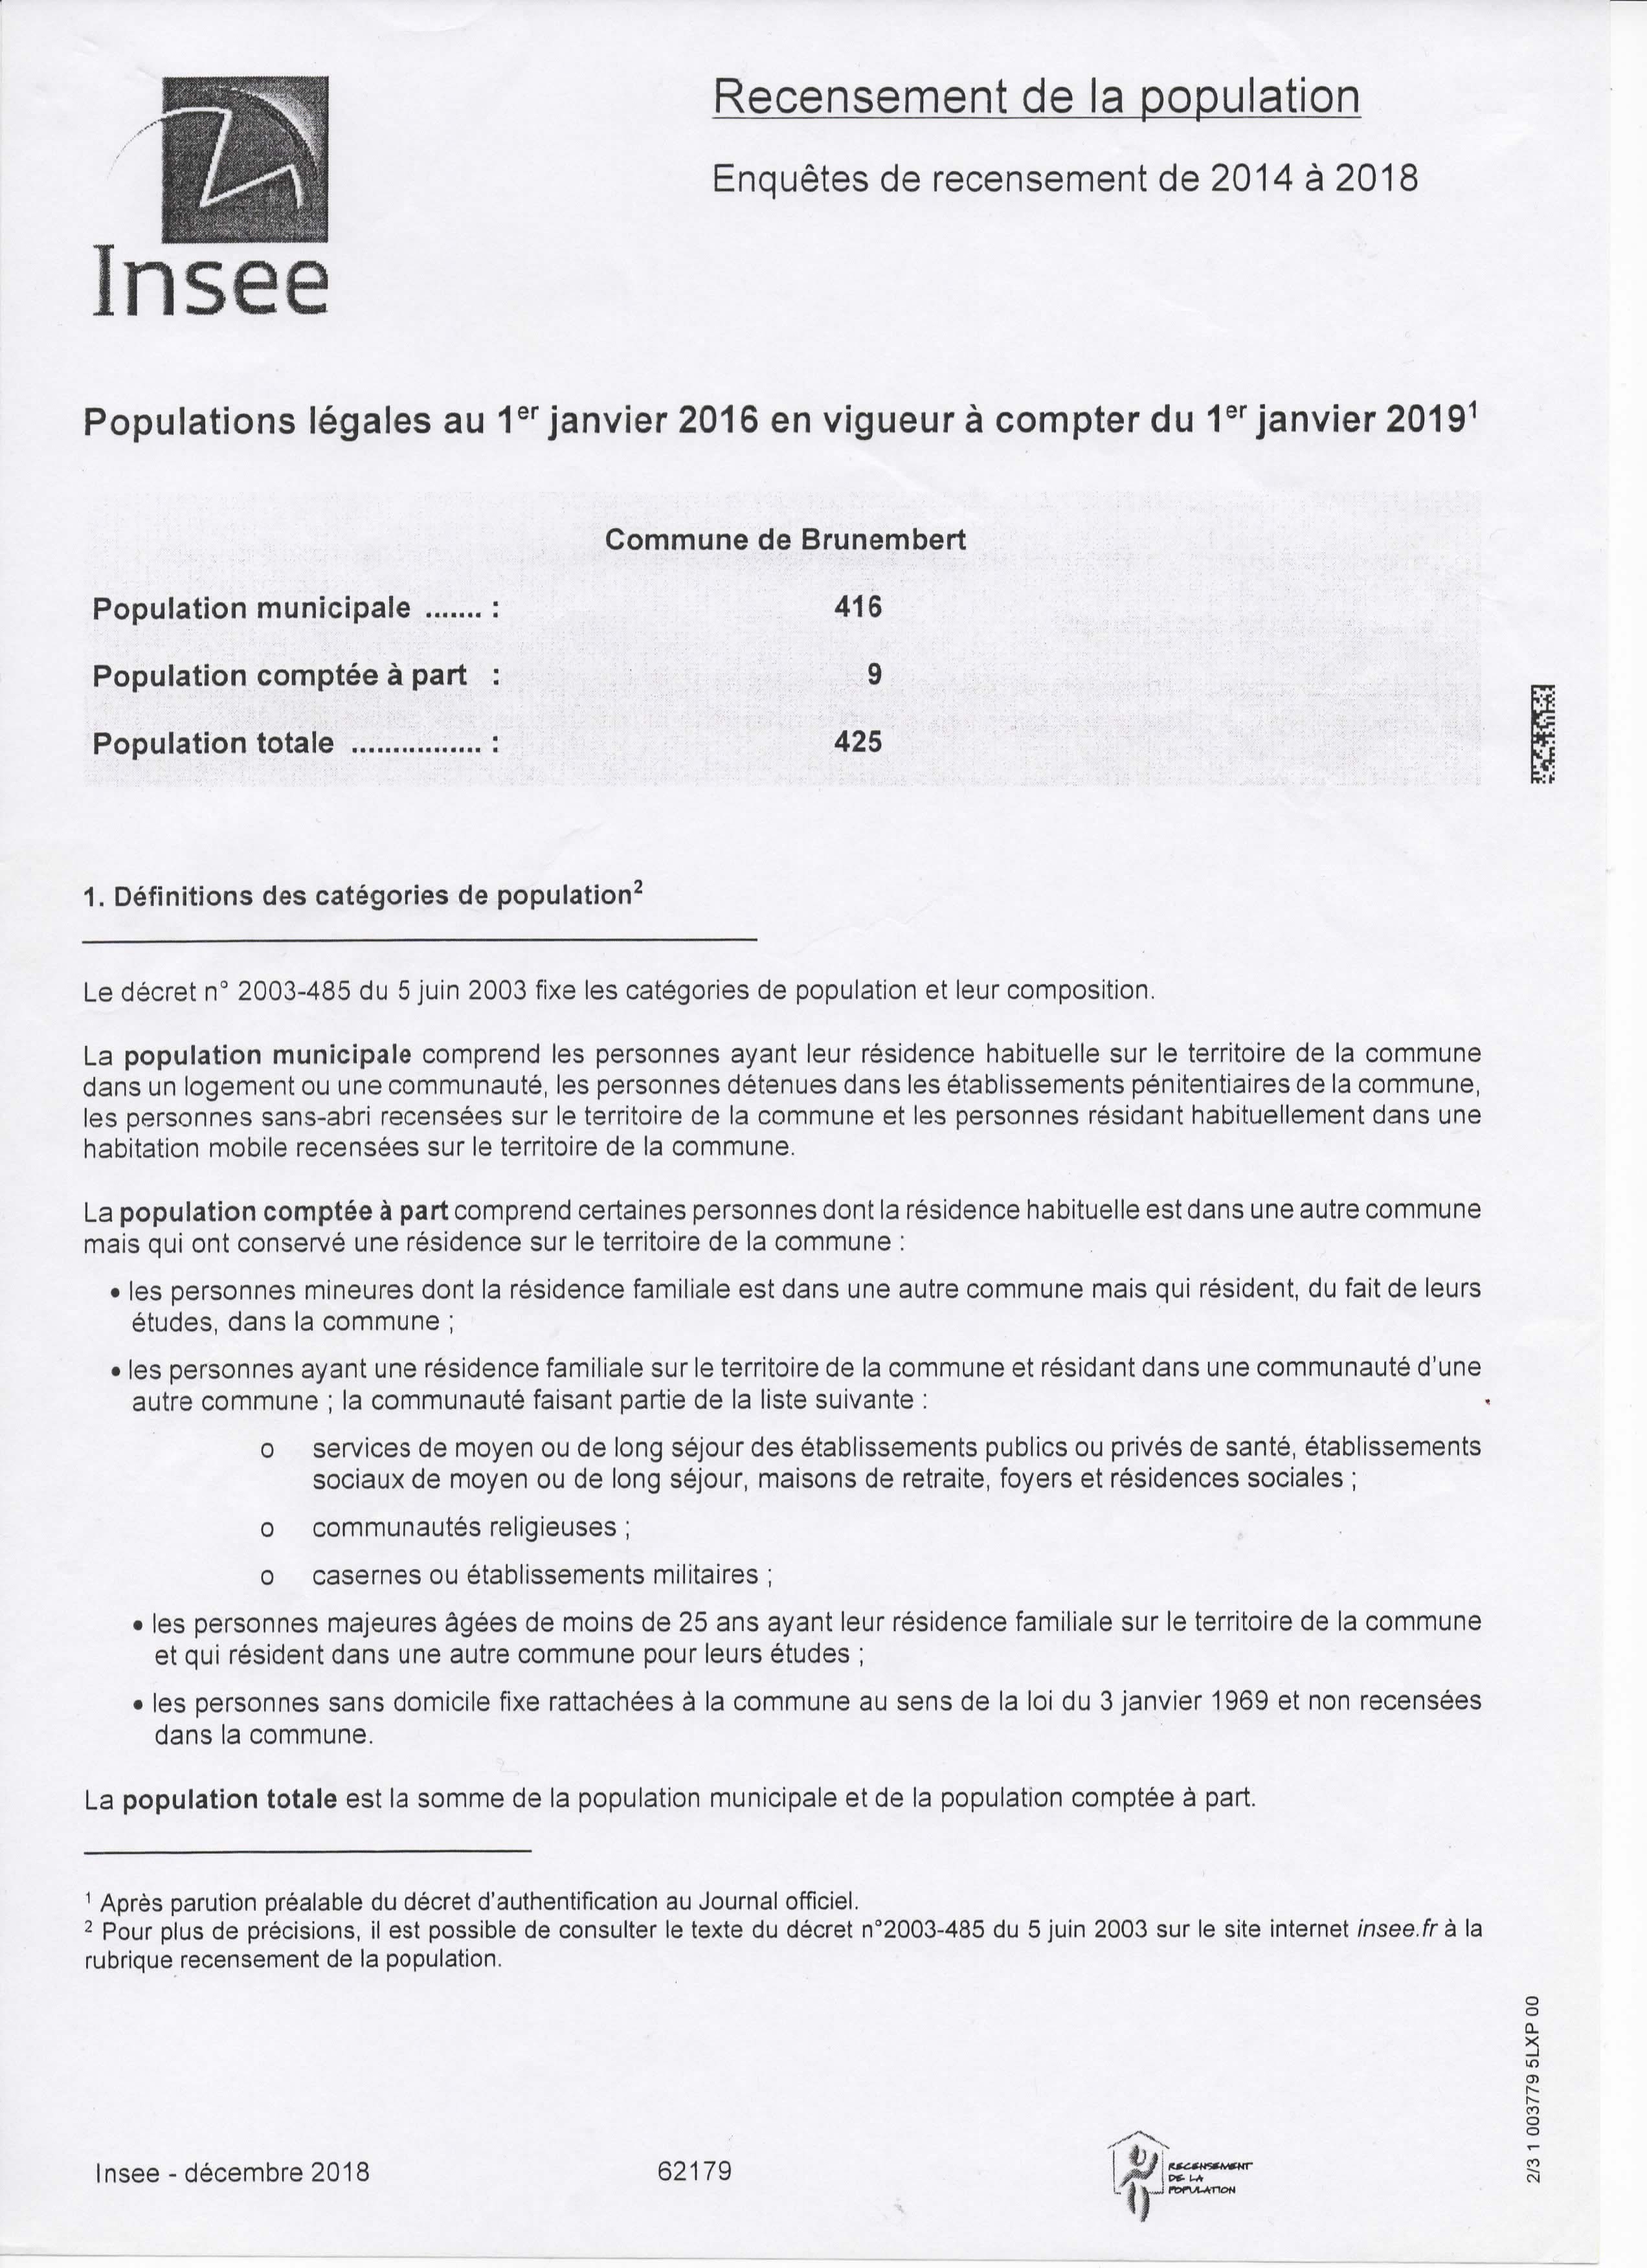 Insee
Recensement de la population
Enquêtes de recensement de 2014 à 2018
Populations légales au 1er janvier 2016 en vigueur à compter du 1er janvier 2019¹
Commune de Brunembert
Population municipale ....... : 416
Population comptée à part : 9
Population totale ................ : 425
1. Définitions des catégories de population²
Le décret n° 2003-485 du 5 juin 2003 fixe les catégories de population et leur composition.
La population municipale comprend les personnes ayant leur résidence habituelle sur le territoire de la commune
dans un logement ou une communauté, les personnes détenues dans les établissements pénitentiaires de la commune,
les personnes sans-abri recensées sur le territoire de la commune et les personnes résidant habituellement dans une
habitation mobile recensées sur le territoire de la commune.
La population comptée à part comprend certaines personnes dont la résidence habituelle est dans une autre commune
mais qui ont conservé une résidence sur le territoire de la commune :
• les personnes mineures dont la résidence familiale est dans une autre commune mais qui résident, du fait de leurs
études, dans la commune ;
• les personnes ayant une résidence familiale sur le territoire de la commune et résidant dans une communauté d'une
autre commune ; la communauté faisant partie de la liste suivante :
o services de moyen ou de long séjour des établissements publics ou privés de santé, établissements
sociaux de moyen ou de long séjour, maisons de retraite, foyers et résidences sociales ;
o communautés religieuses ;
o casernes ou établissements militaires ;
• les personnes majeures âgées de moins de 25 ans ayant leur résidence familiale sur le territoire de la commune
et qui résident dans une autre commune pour leurs études ;
• les personnes sans domicile fixe rattachées à la commune au sens de la loi du 3 janvier 1969 et non recensées
dans la commune.
La population totale est la somme de la population municipale et de la population comptée à part.
¹ Après parution préalable du décret d'authentification au Journal officiel.
² Pour plus de précisions, il est possible de consulter le texte du décret n°2003-485 du 5 juin 2003 sur le site internet insee.fr à la
rubrique recensement de la population.
Insee - décembre 2018
62179
RECENSEMENT
DE LA
POPULATION
2/3 1 003779 5LXP 00